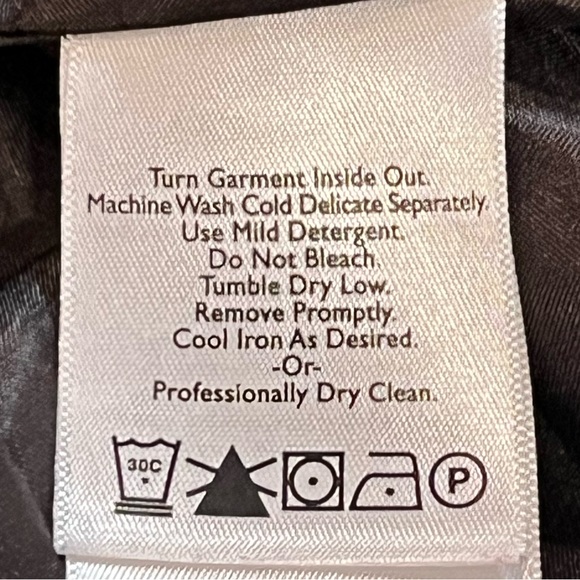 Turn Garment Inside Out.
Machine Wash Cold Delicate Separately.
Use Mild Detergent.
Do Not Bleach.
Tumble Dry Low.
Remove Promptly.
Cool Iron As Desired.
-Or-
Professionally Dry Clean.
30C P